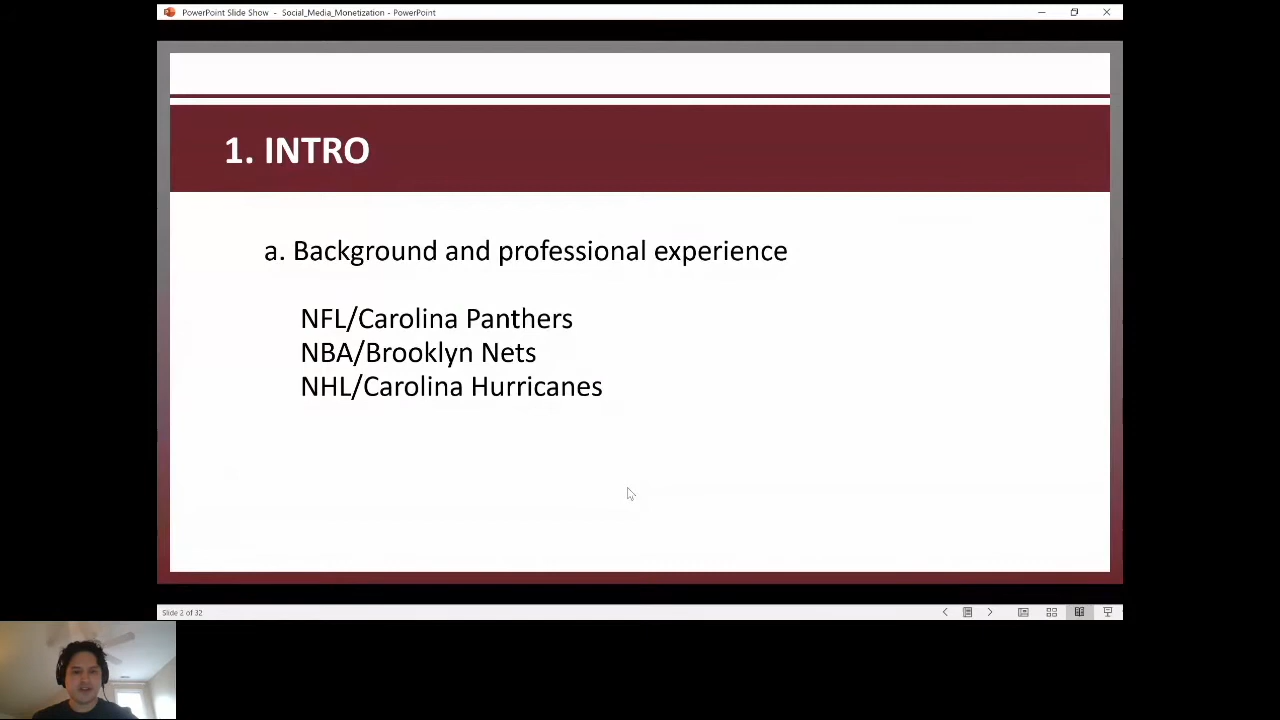 PowerPoint Slide Show - Social_Media_Monetization - PowerPoint
1. INTRO
a. Background and professional experience
NFL/Carolina Panthers
NBA/Brooklyn Nets
NHL/Carolina Hurricanes
Slide 2 of 32